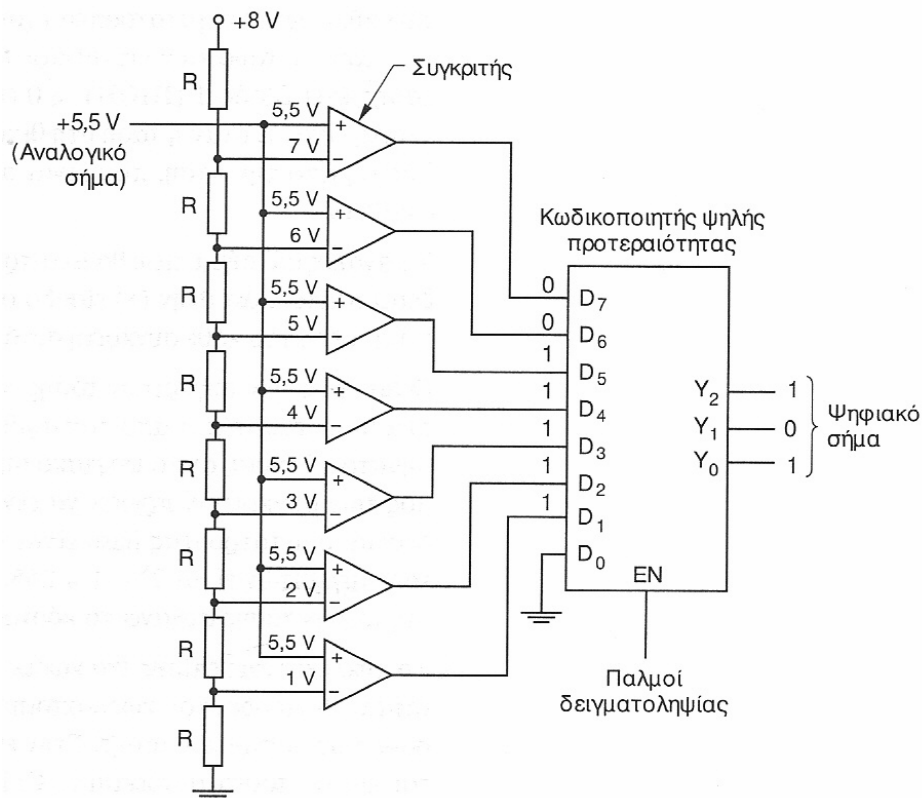 +8 V
R
Συγκριτής
5,5 V
+
+5,5 V
(Αναλογικό
σήμα)
7 V
−
R
5,5 V
+
6 V
−
Κωδικοποιητής ψηλής
προτεραιότητας
R
5,5 V
+
5 V
−
0
D7
0
D6
1
D5
R
5,5 V
+
4 V
−
1
D4
Y2
1
1
D3
Y1
0
Ψηφιακό
σήμα
R
5,5 V
+
3 V
−
1
D2
Y0
1
1
D1
D0
R
5,5 V
+
2 V
−
EN
R
5,5 V
+
1 V
−
Παλμοί
δειγματοληψίας
R